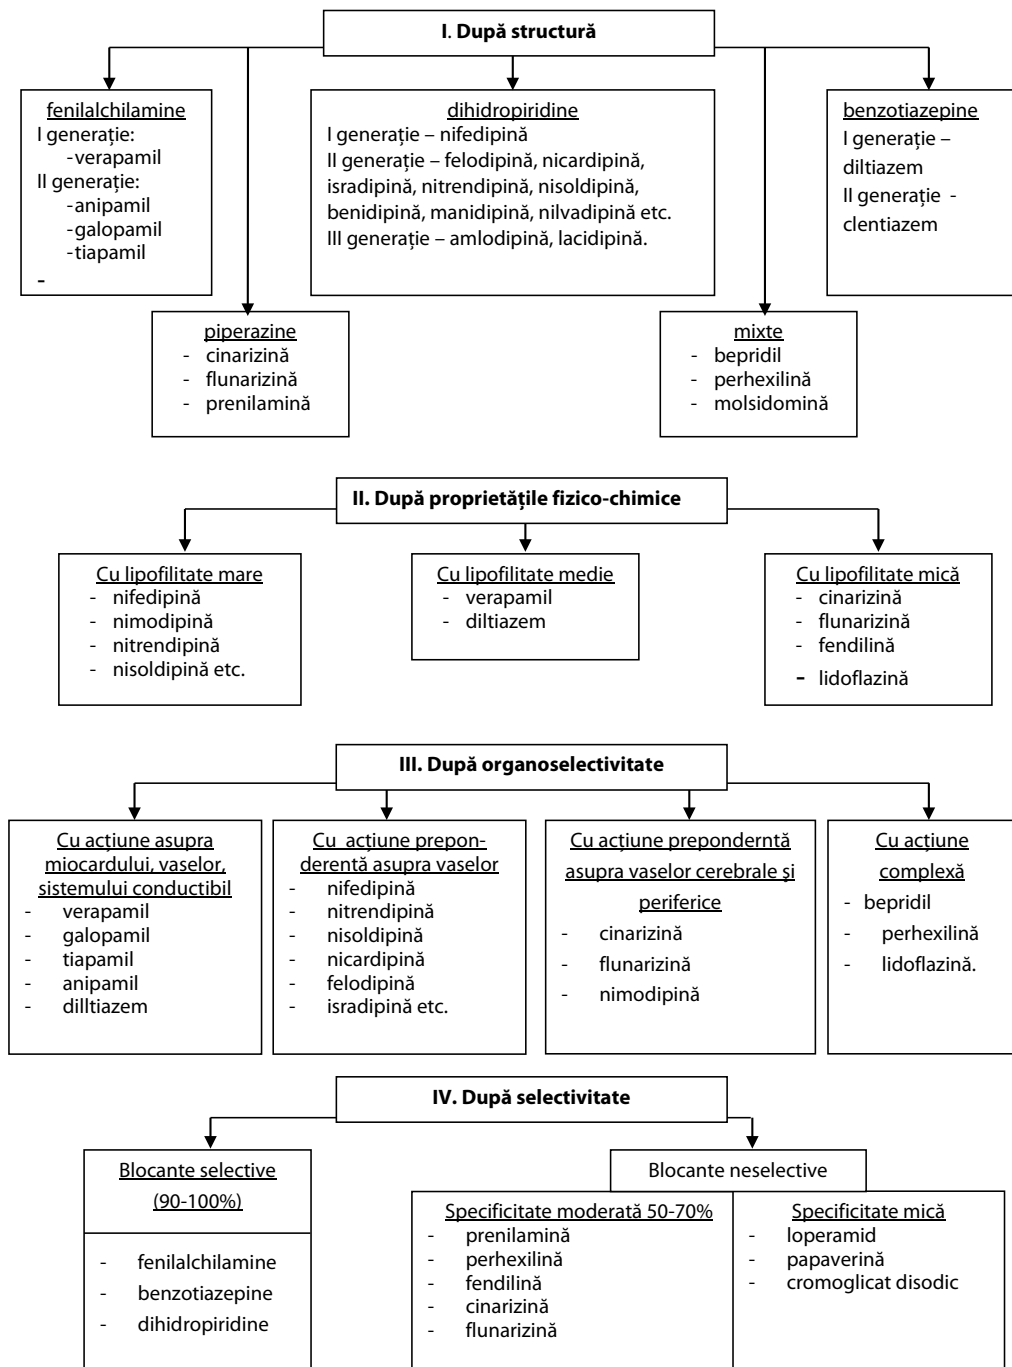 I. După structură
fenilalchilamine
I generație:
-verapamil
II generație:
-anipamil
-galopamil
-tiapamil
-
dihidropiridine
I generație – nifedipină
II generație – felodipină, nicardipină,
isradipină, nitrendipină, nisoldipină,
benidipină, manidipină, nilvadipină etc.
III generație – amlodipină, lacidipină.
benzotiazepine
I generație –
diltiazem
II generație -
clentiazem
piperazine
- cinarizină
- flunarizină
- prenilamină
mixte
- bepridil
- perhexilină
- molsidomină
II. După proprietățile fizico-chimice
Cu lipofilitate mare
- nifedipină
- nimodipină
- nitrendipină
- nisoldipină etc.
Cu lipofilitate medie
- verapamil
- diltiazem
Cu lipofilitate mică
- cinarizină
- flunarizină
- fendilină
- lidoflazină
III. După organoselectivitate
Cu acțiune asupra
miocardului, vaselor,
sistemului conductibil
- verapamil
- galopamil
- tiapamil
- anipamil
- dilltiazem
Cu acțiune prepon-
derentă asupra vaselor
- nifedipină
- nitrendipină
- nisoldipină
- nicardipină
- felodipină
- isradipină etc.
Cu acțiune preponderntă
asupra vaselor cerebrale şi
periferice
- cinarizină
- flunarizină
- nimodipină
Cu acțiune
complexă
- bepridil
- perhexilină
- lidoflazină.
IV. După selectivitate
Blocante selective
(90-100%)
- fenilalchilamine
- benzotiazepine
- dihidropiridine
Blocante neselective
Specificitate moderată 50-70%
- prenilamină
- perhexilină
- fendilină
- cinarizină
- flunarizină
Specificitate mică
- loperamid
- papaverină
- cromoglicat disodic